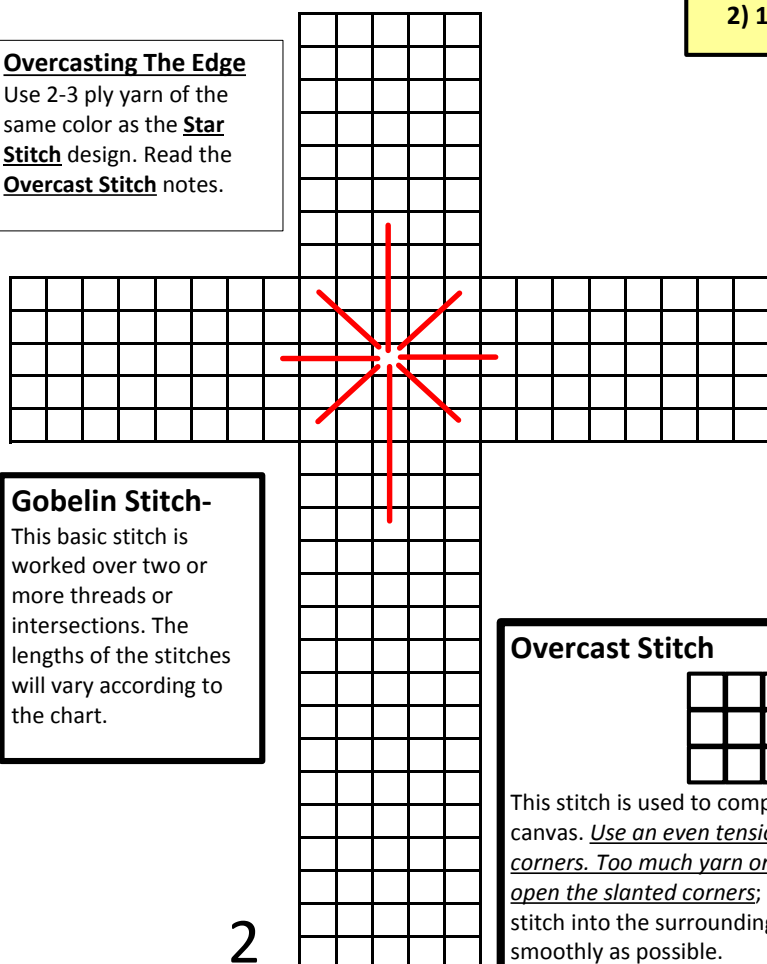 2) 1
Overcasting The Edge
Use 2-3 ply yarn of the
same color as the Star
Stitch design. Read the
Overcast Stitch notes.
Gobelin Stitch-
This basic stitch is
worked over two or
more threads or
intersections. The
lengths of the stitches
will vary according to
the chart.
Overcast Stitch
This stitch is used to
canvas. Use an even
corners. Too much yarn or
open the slanted corners;
stitch into the
smoothly as possible.
2